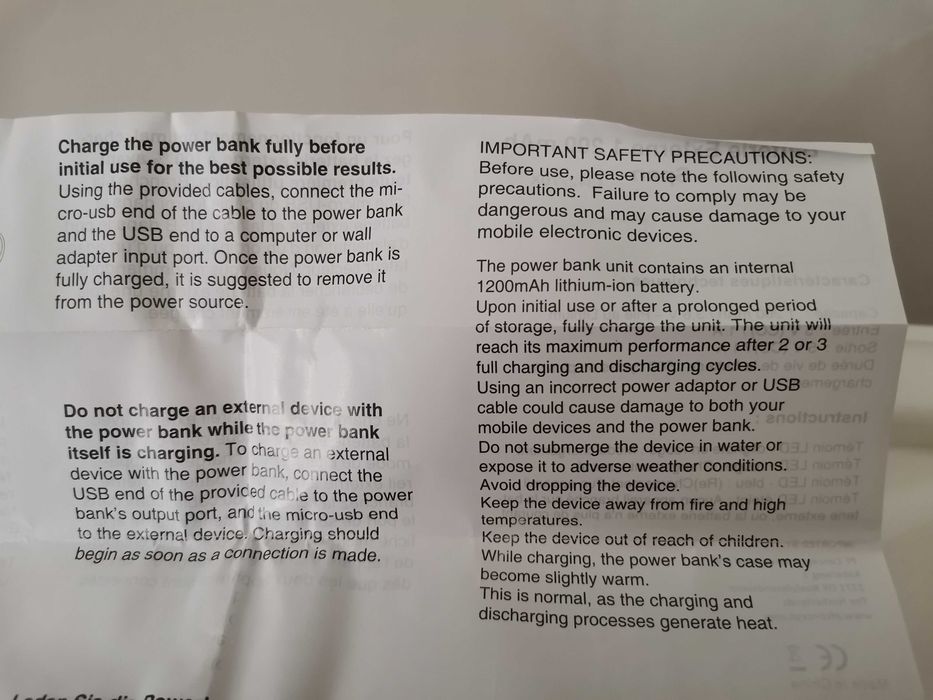 Charge the power bank fully before
initial use for the best possible results.
Using the provided cables, connect the mi-
cro-usb end of the cable to the power bank
and the USB end to a computer or wall
adapter input port. Once the power bank is
fully charged, it is suggested to remove it
from the power source.
Do not charge an external device with
the power bank while the power bank
itself is charging. To charge an external
device with the power bank, connect the
USB end of the provided cable to the power
bank's output port, and the micro-usb end
to the external device. Charging should
begin as soon as a connection is made.
IMPORTANT SAFETY PRECAUTIONS:
Before use, please note the following safety
precautions. Failure to comply may be
dangerous and may cause damage to your
mobile electronic devices.
The power bank unit contains an internal
1200mAh lithium-ion battery.
Upon initial use or after a prolonged period
of storage, fully charge the unit. The unit will
reach its maximum performance after 2 or 3
full charging and discharging cycles.
Using an incorrect power adaptor or USB
cable could cause damage to both your
mobile devices and the power bank.
Do not submerge the device in water or
expose it to adverse weather conditions.
Avoid dropping the device.
Keep the device away from fire and high
temperatures.
Keep the device out of reach of children.
While charging, the power bank's case may
become slightly warm.
This is normal, as the charging and
discharging processes generate heat.